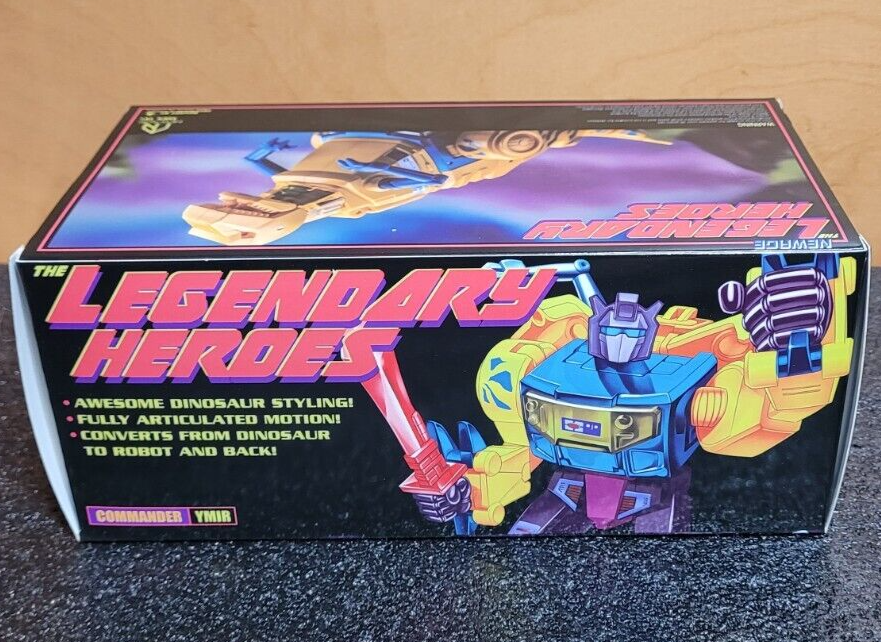 WARNING
THE
LEGENDARY
HEROES
NEWAGE
THE
LEGENDARY
HEROES
• AWESOME DINOSAUR STYLING!
• FULLY ARTICULATED MOTION!
• CONVERTS FROM DINOSAUR
TO ROBOT AND BACK!
COMMANDER YMIR